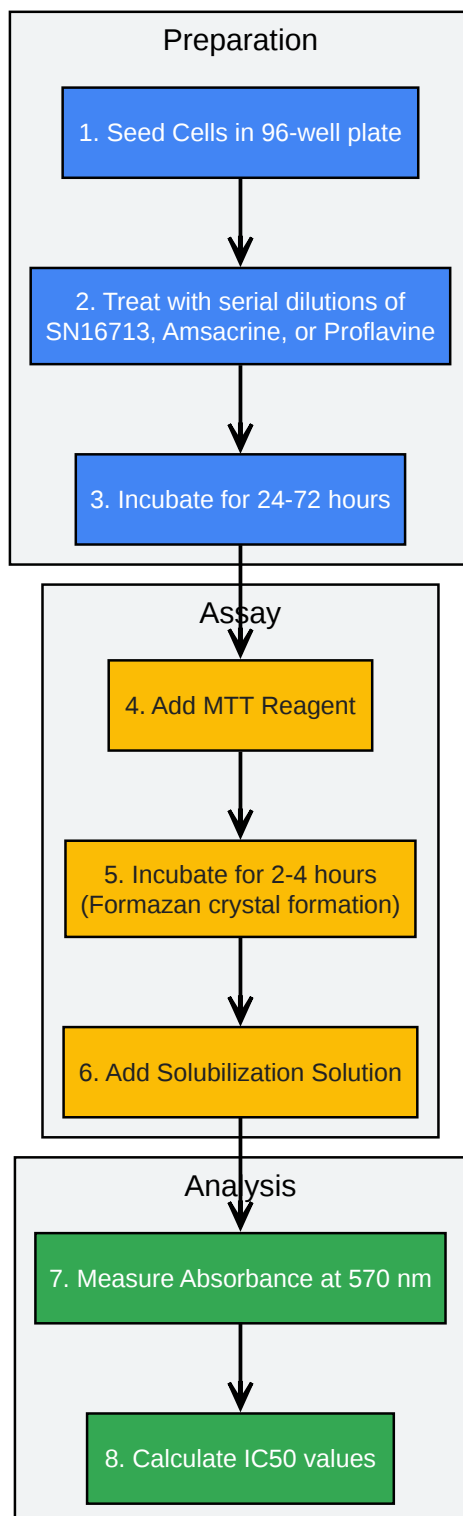 Preparation
1. Seed Cells in 96-well plate
2. Treat with serial dilutions of
SN16713, Amsacrine, or Proflavine
3. Incubate for 24-72 hours
Assay
4. Add MTT Reagent
5. Incubate for 2-4 hours
(Formazan crystal formation)
6. Add Solubilization Solution
Analysis
7. Measure Absorbance at 570 nm
8. Calculate IC50 values